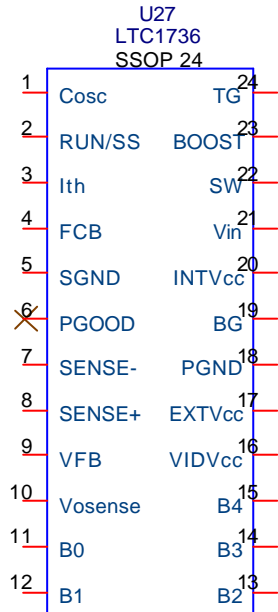 U27
LTC1736
SSOP 24
1 Cosc TG 24
2 RUN/SS BOOST 23
3 Ith SW 22
4 FCB Vin 21
5 SGND INTVcc 20
6 PGOOD BG 19
7 SENSE- PGND 18
8 SENSE+ EXTVcc 17
9 VFB VIDVcc 16
10 Vosense B4 15
11 B0 B3 14
12 B1 B2 13